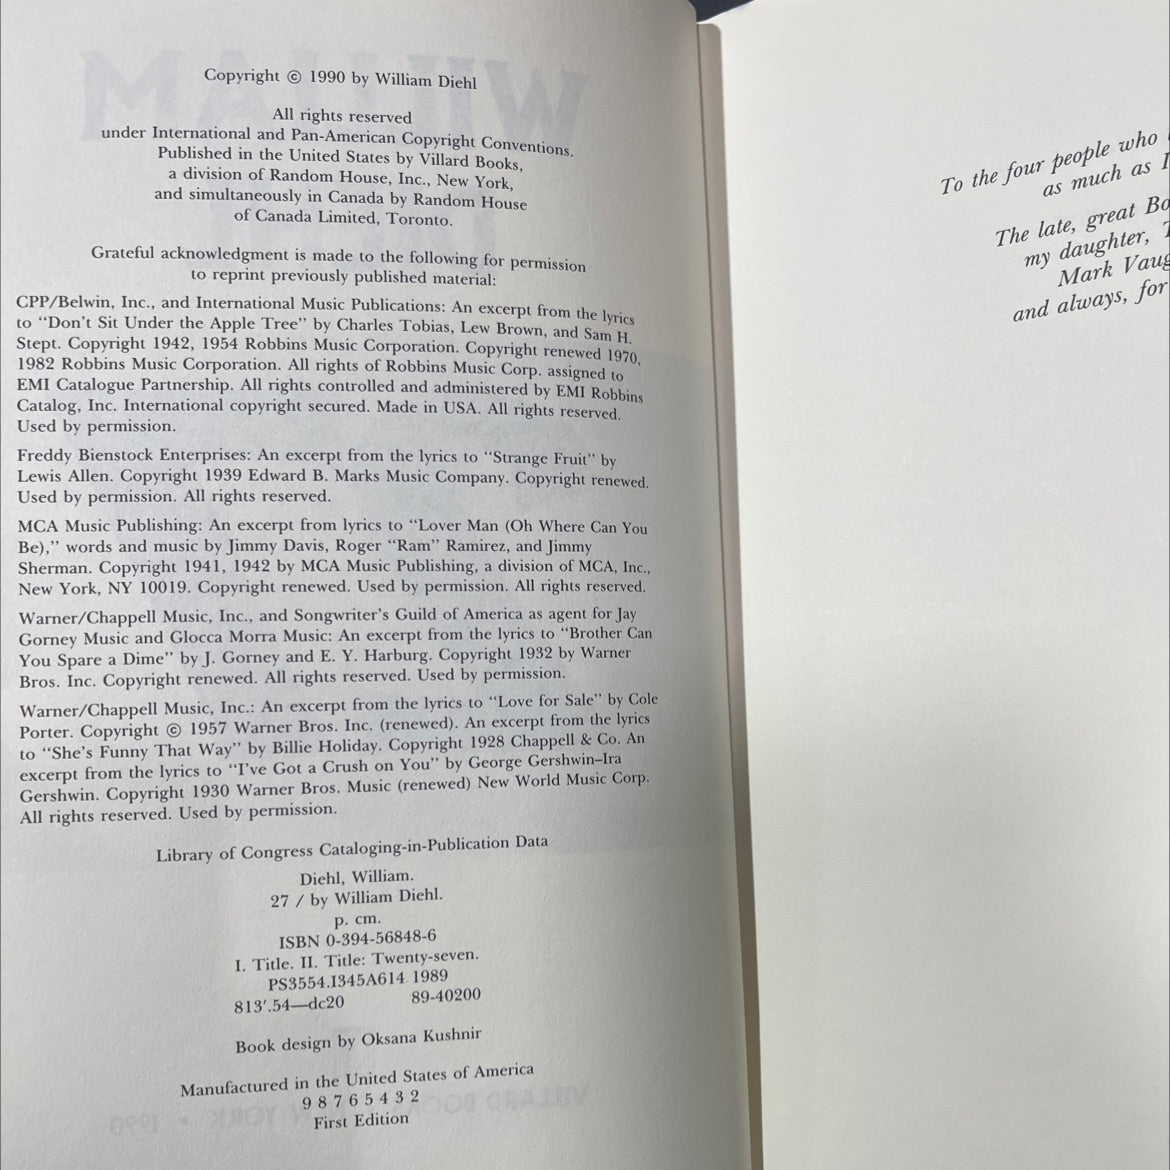 Copyright © 1990 by William Diehl
All rights reserved
under International and Pan-American Copyright Conventions.
Published in the United States by Villard Books,
a division of Random House, Inc., New York,
and simultaneously in Canada by Random House
of Canada Limited, Toronto.
Grateful acknowledgment is made to the following for permission
to reprint previously published material:
CPP/Belwin, Inc., and International Music Publications: An excerpt from the lyrics
to “Don’t Sit Under the Apple Tree” by Charles Tobias, Lew Brown, and Sam H.
Stept. Copyright 1942, 1954 Robbins Music Corporation. Copyright renewed 1970,
1982 Robbins Music Corporation. All rights of Robbins Music Corp. assigned to
EMI Catalogue Partnership. All rights controlled and administered by EMI Robbins
Catalog, Inc. International copyright secured. Made in USA. All rights reserved.
Used by permission.
Freddy Bienstock Enterprises: An excerpt from the lyrics to “Strange Fruit” by
Lewis Allen. Copyright 1939 Edward B. Marks Music Company. Copyright renewed.
Used by permission. All rights reserved.
MCA Music Publishing: An excerpt from lyrics to “Lover Man (Oh Where Can You
Be),” words and music by Jimmy Davis, Roger “Ram” Ramirez, and Jimmy
Sherman. Copyright 1941, 1942 by MCA Music Publishing, a division of MCA, Inc.,
New York, NY 10019. Copyright renewed. Used by permission. All rights reserved.
Warner/Chappell Music, Inc., and Songwriter’s Guild of America as agent for Jay
Gorney Music and Glocca Morra Music: An excerpt from the lyrics to “Brother Can
You Spare a Dime” by J. Gorney and E. Y. Harburg. Copyright 1932 by Warner
Bros. Inc. Copyright renewed. All rights reserved. Used by permission.
Warner/Chappell Music, Inc.: An excerpt from the lyrics to “Love for Sale” by Cole
Porter. Copyright © 1957 Warner Bros. Inc. (renewed). An excerpt from the lyrics
to “She’s Funny That Way” by Billie Holiday. Copyright 1928 Chappell & Co. An
excerpt from the lyrics to “I’ve Got a Crush on You” by George Gershwin–Ira
Gershwin. Copyright 1930 Warner Bros. Music (renewed) New World Music Corp.
All rights reserved. Used by permission.
Library of Congress Cataloging-in-Publication Data
Diehl, William.
27 / by William Diehl.
p. cm.
ISBN 0-394-56848-6
I. Title. II. Title: Twenty-seven.
PS3554.I345A614 1989
813’.54—dc20 89-40200
Book design by Oksana Kushnir
Manufactured in the United States of America
9 8 7 6 5 4 3 2
First Edition
To the four people who
as much as I
The late, great Bo
my daughter,
Mark Vaug
and always, for